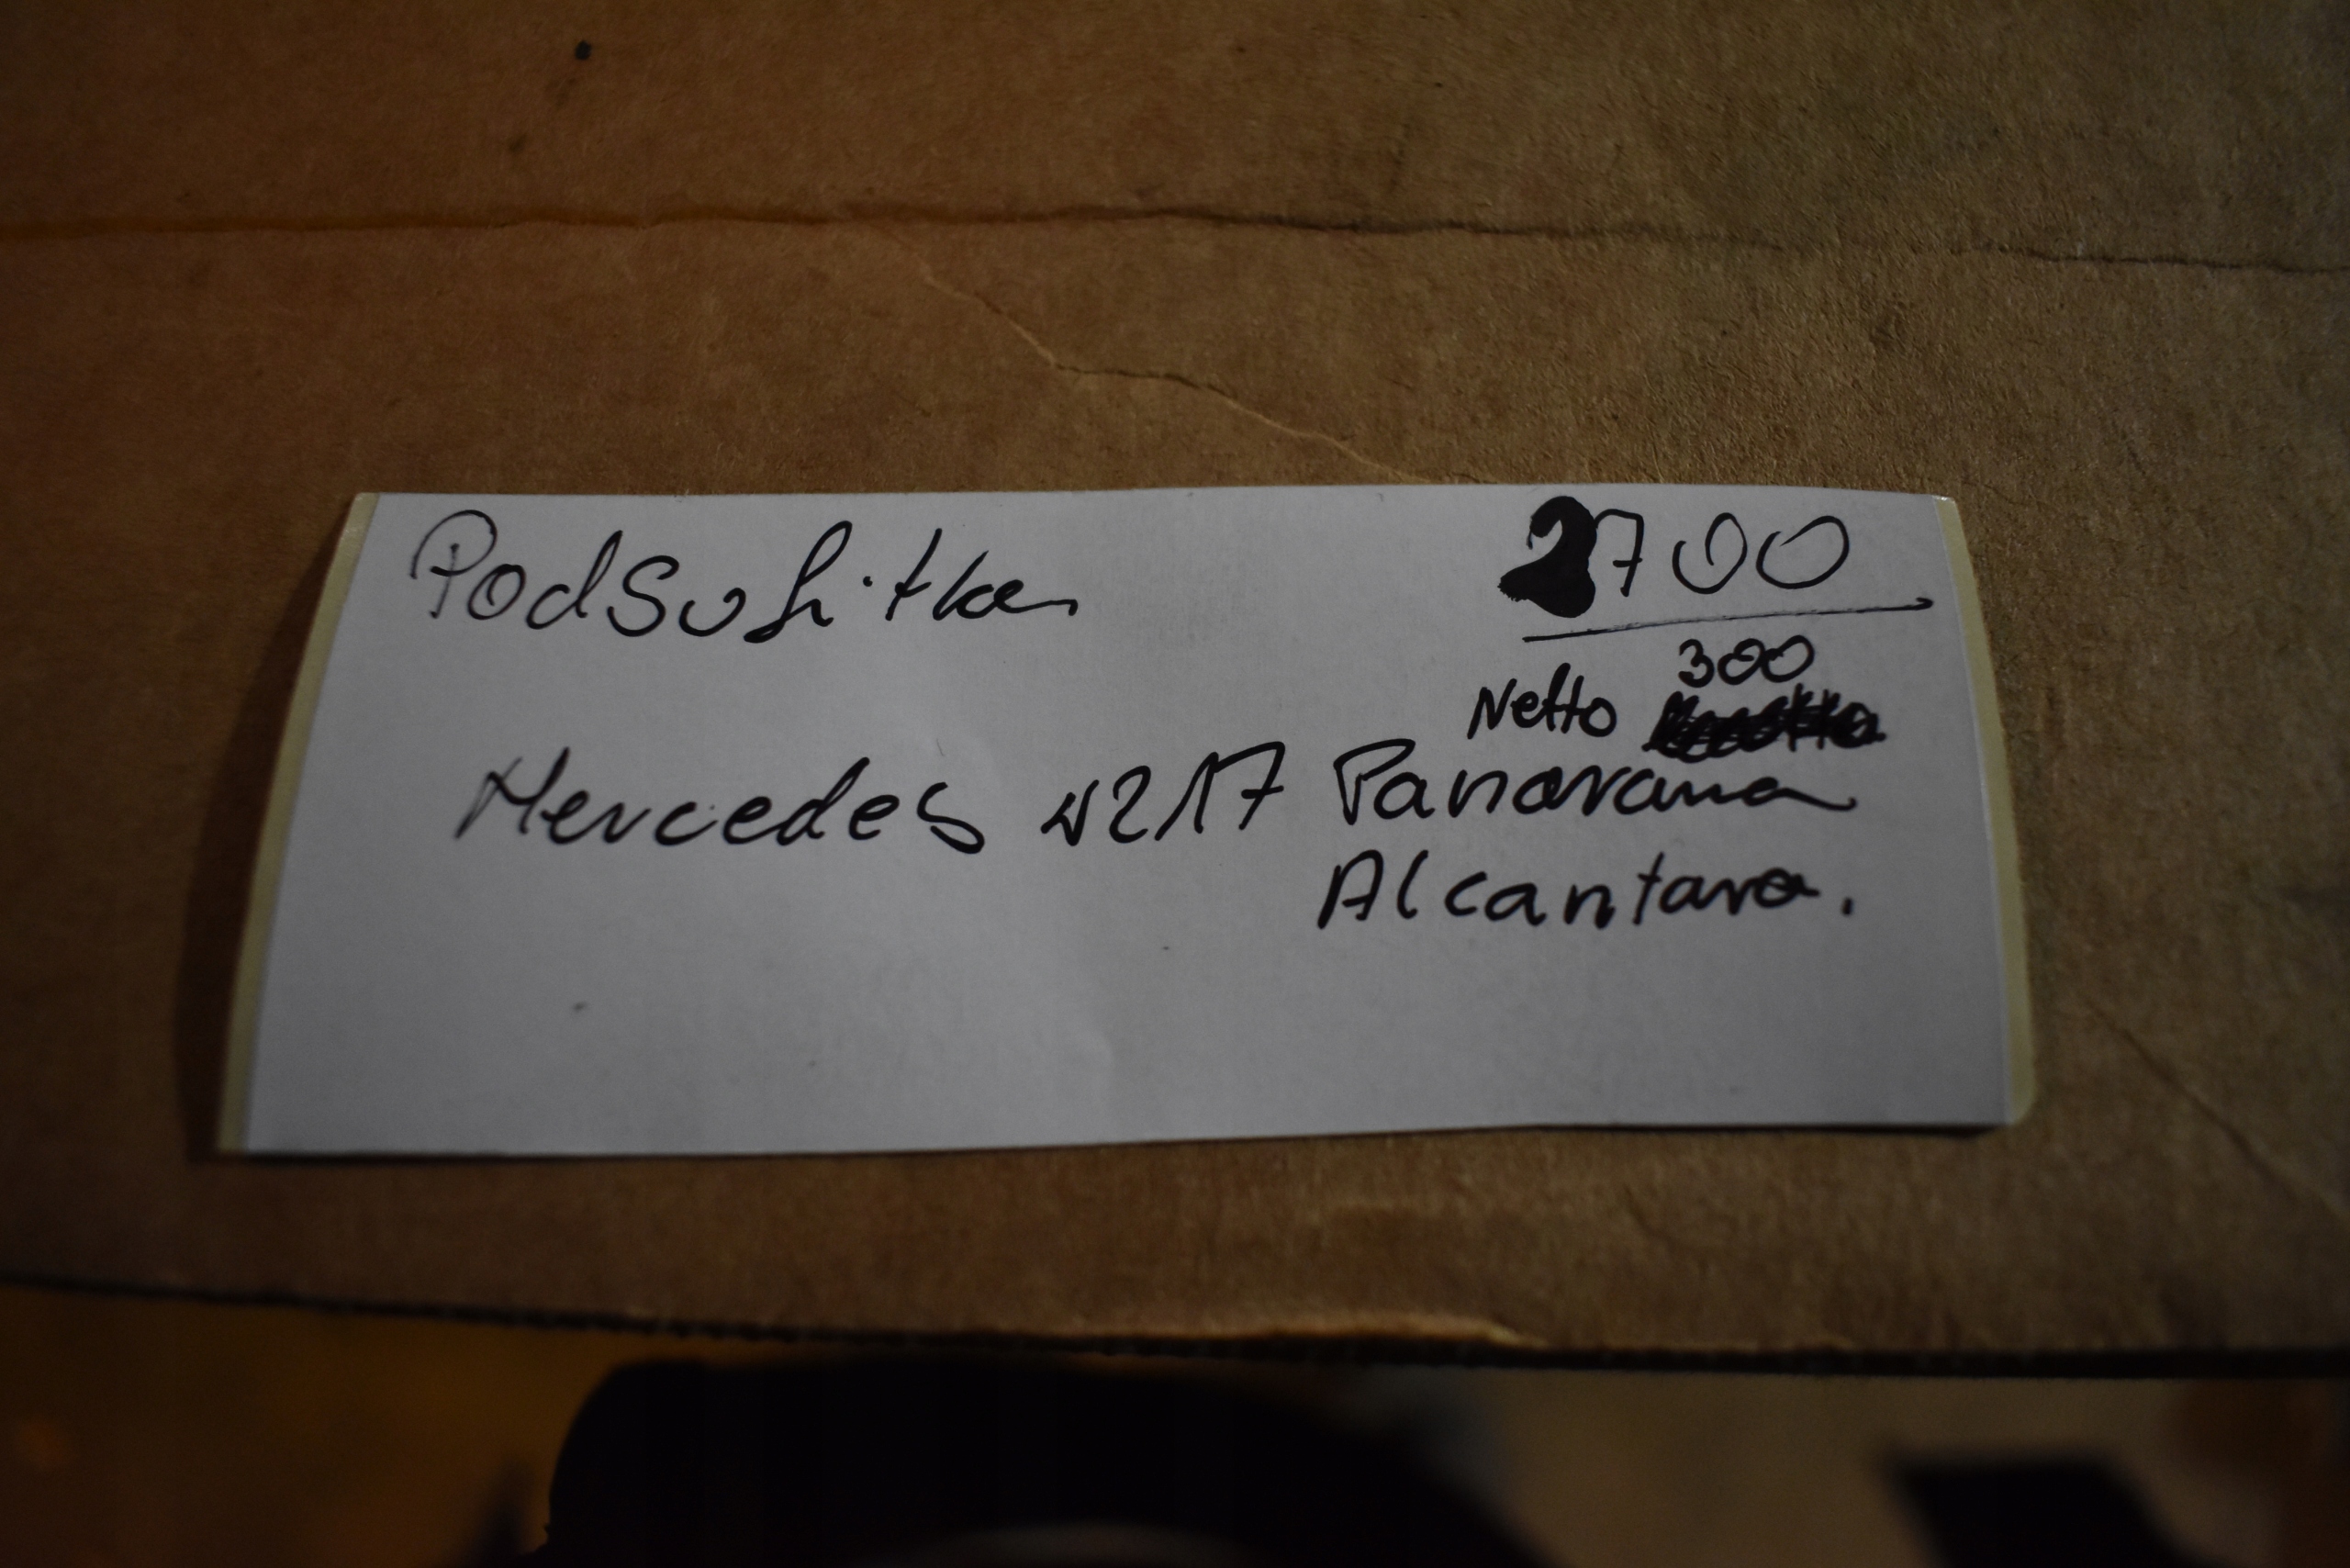 Podsufitka
2700
300
Netto
Mercedes W217 Panorama
Alcantara.